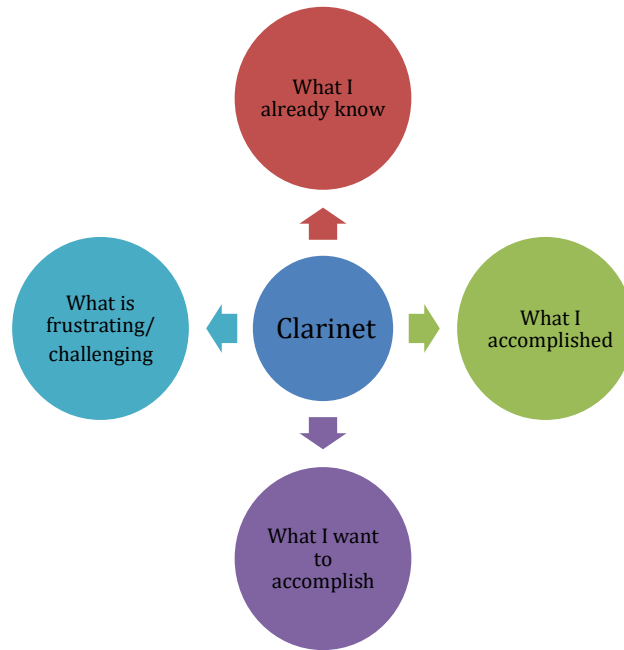 What I
already know
What is
frustrating/
challenging
Clarinet
What I
accomplished
What I want
to
accomplish